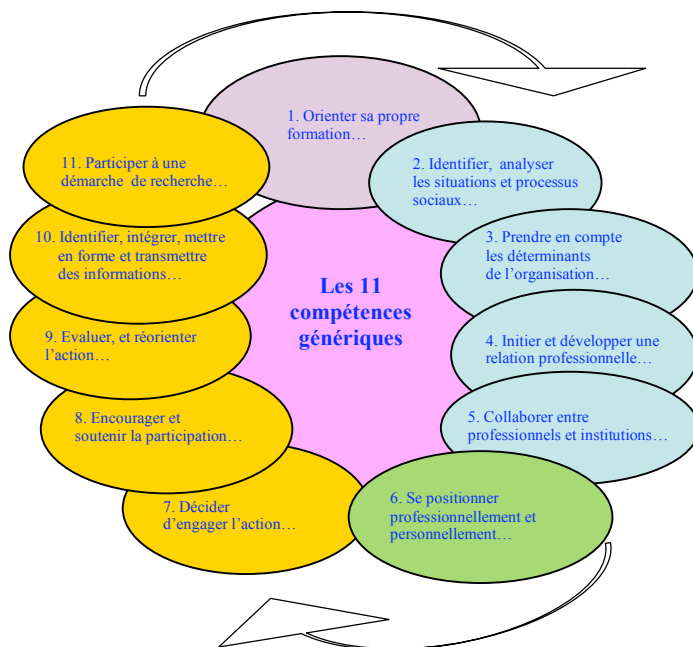 1. Orienter sa propre
formation…
2. Identifier, analyser
les situations et processus
sociaux…
3. Prendre en compte
les déterminants
de l’organisation…
4. Initier et développer une
relation professionnelle…
5. Collaborer entre
professionnels et institutions…
6. Se positionner
professionnellement et
personnellement…
7. Décider
d’engager l’action…
8. Encourager et
soutenir la participation…
9. Evaluer, et réorienter
l’action…
10. Identifier, intégrer, mettre
en forme et transmettre
des informations…
11. Participer à une
démarche de recherche…
Les 11
compétences
génériques